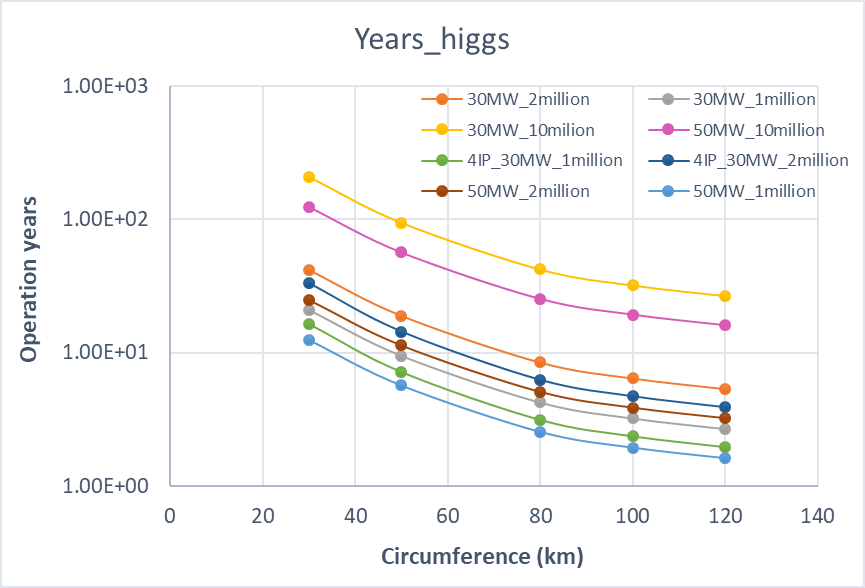 Years_higgs
1.00E+03
30MW_2million
30MW_1million
30MW_10milion
50MW_10million
4IP_30MW_1million
4IP_30MW_2million
50MW_2million
50MW_1million
1.00E+02
Operation years
1.00E+01
1.00E+00
0 20 40 60 80 100 120 140
Circumference (km)